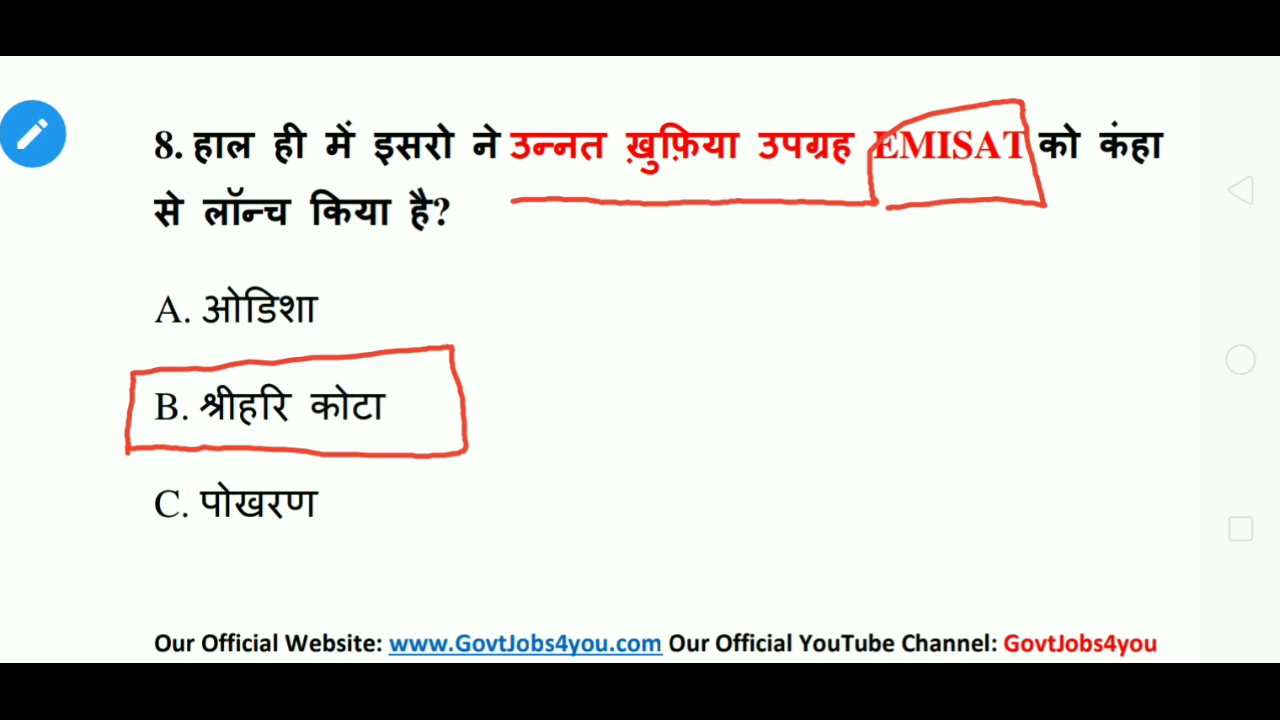 8. हाल ही में इसरो ने उन्नत ख़ुफ़िया उपग्रह EMISAT को कंहा
से लॉन्च किया है?
A. ओडिशा
B. श्रीहरि कोटा
C. पोखरण
Our Official Website: www.GovtJobs4you.com Our Official YouTube Channel: GovtJobs4you